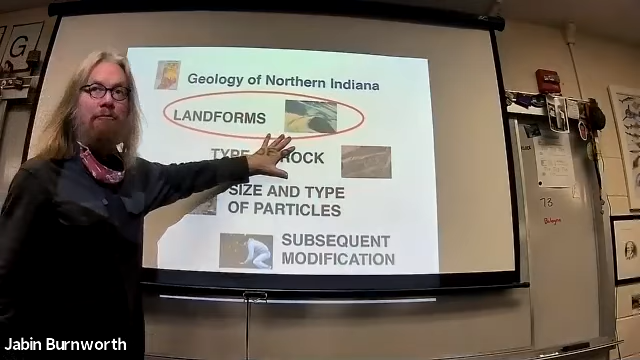 G
Geology of Northern Indiana
LANDFORMS
TYPE OF ROCK
SIZE AND TYPE
OF PARTICLES
SUBSEQUENT
MODIFICATION
73
Jabin Burnworth